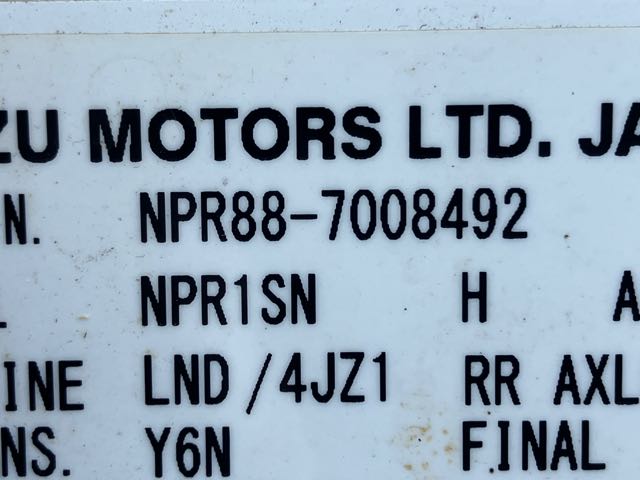 ZU MOTORS LTD. JA
N. NPR88-7008492
L NPR1SN H A
INE LND/4JZ1 RR AXL
NS. Y6N FINAL